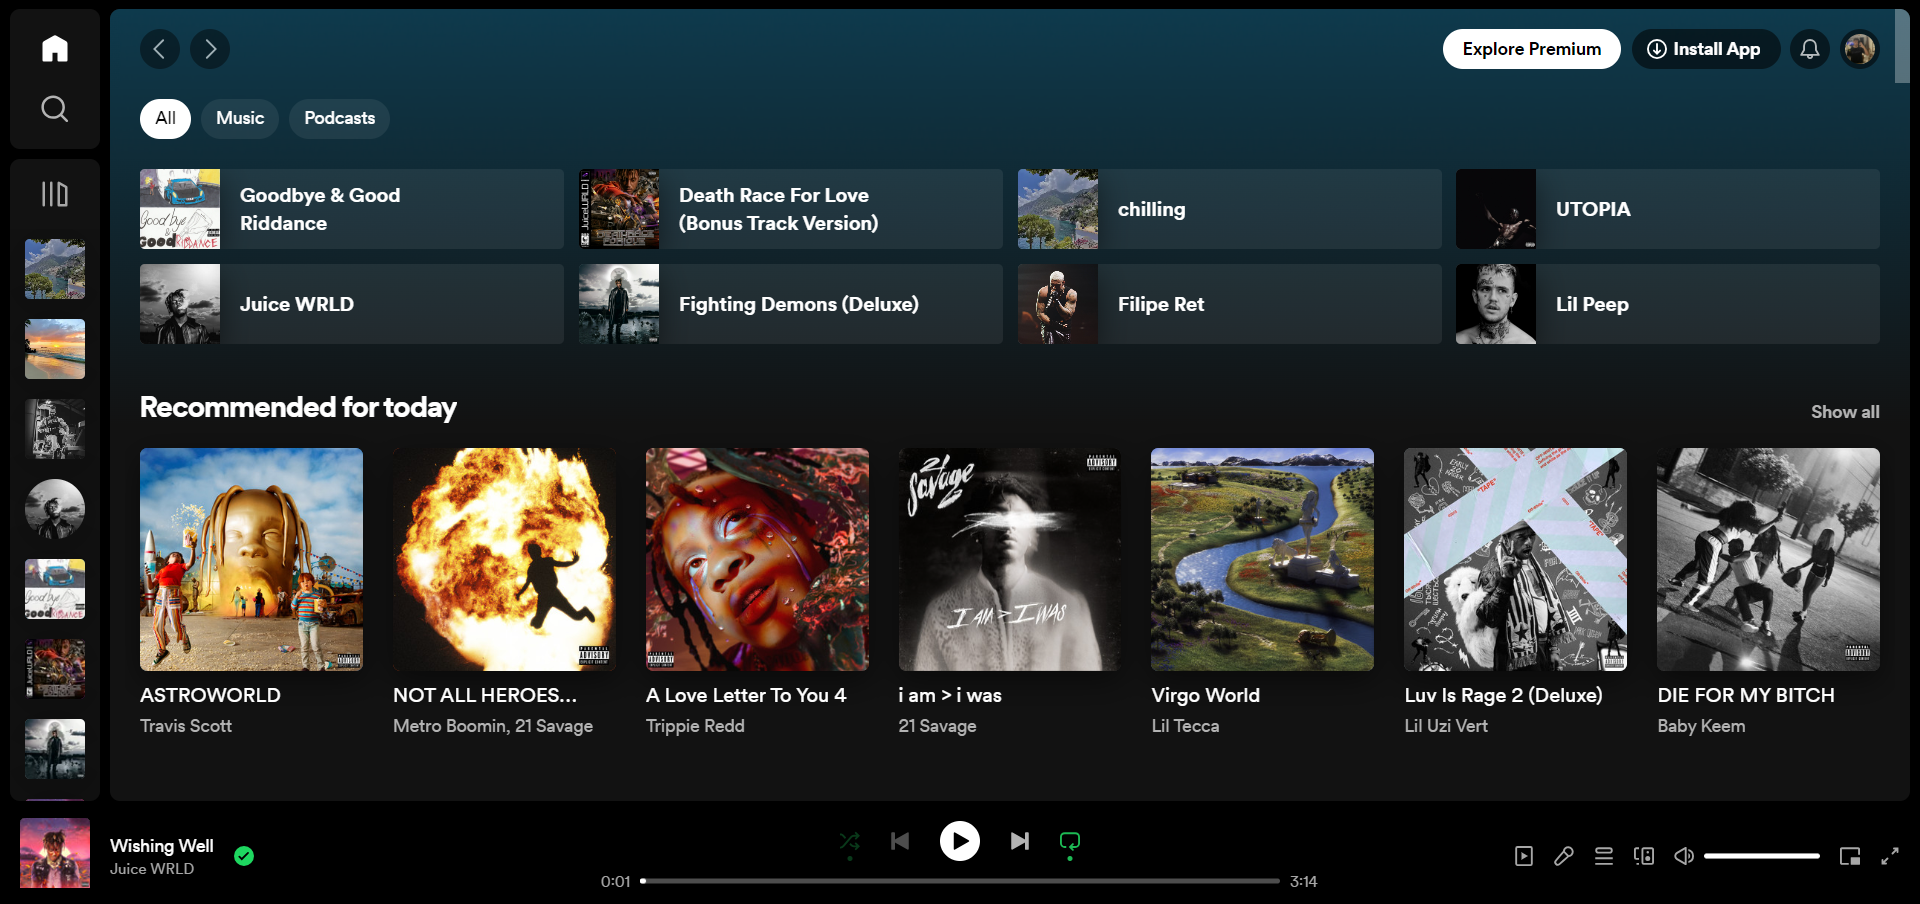 Explore Premium
Install App
All
Music
Podcasts
Goodbye & Good
Riddance
Death Race For Love
(Bonus Track Version)
chilling
UTOPIA
Juice WRLD
Fighting Demons (Deluxe)
Filipe Ret
Lil Peep
Recommended for today
Show all
21 Savage
I AM > I WAS
ASTROWORLD
NOT ALL HEROES...
A Love Letter To You 4
i am > i was
Virgo World
Luv Is Rage 2 (Deluxe)
DIE FOR MY BITCH
Travis Scott
Metro Boomin, 21 Savage
Trippie Redd
21 Savage
Lil Tecca
Lil Uzi Vert
Baby Keem
Wishing Well
Juice WRLD
0:01
3:14